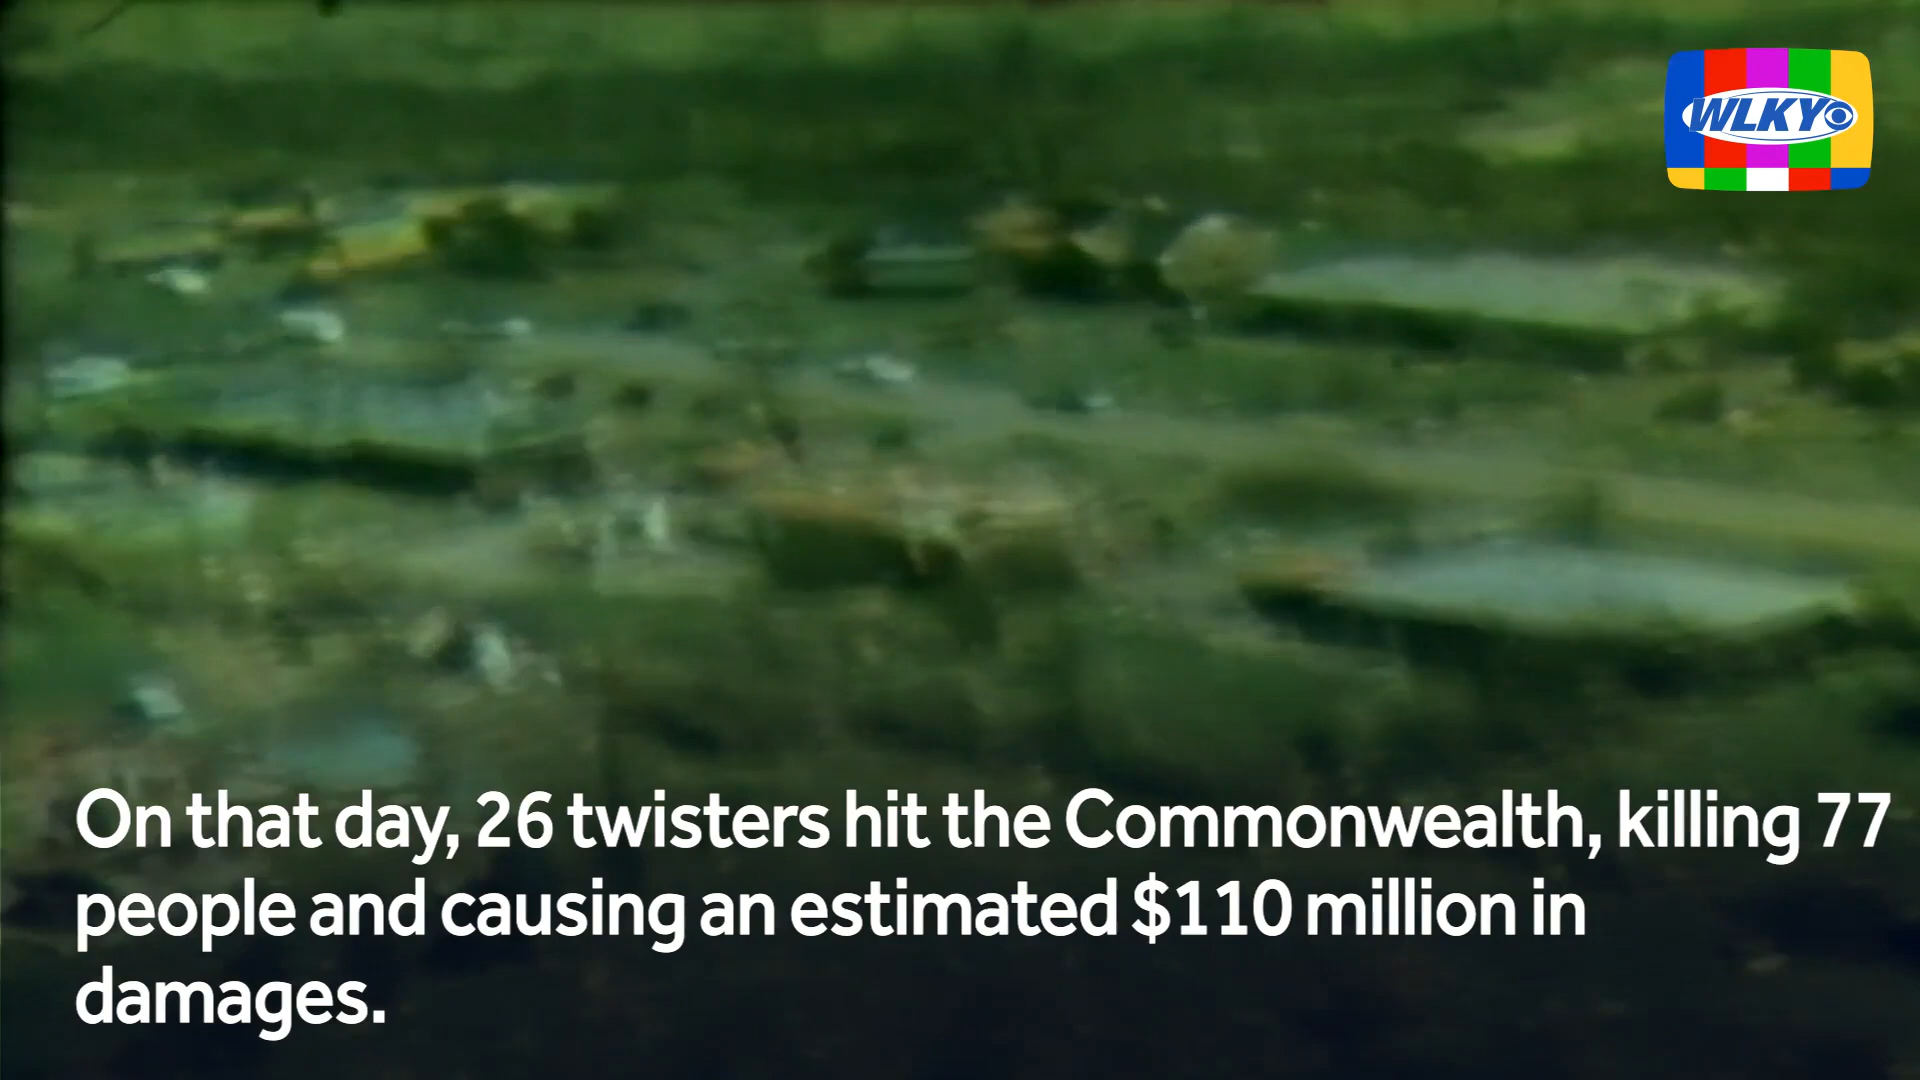 WLKY
On that day, 26 twisters hit the Commonwealth, killing 77
people and causing an estimated $110 million in
damages.